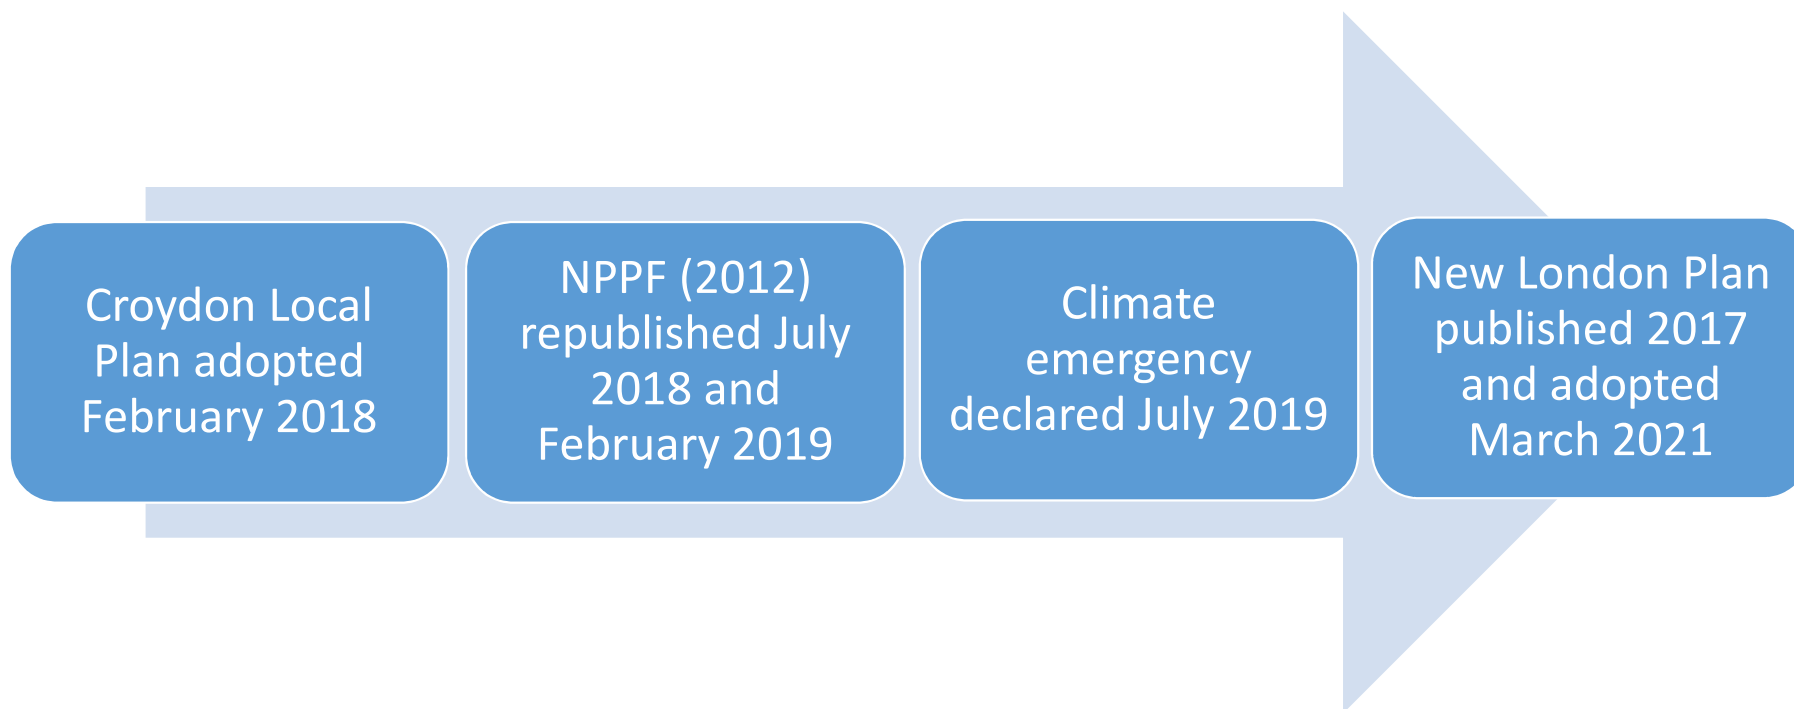 Croydon Local
Plan adopted
February 2018
NPPF (2012)
republished July
2018 and
February 2019
Climate
emergency
declared July 2019
New London Plan
published 2017
and adopted
March 2021